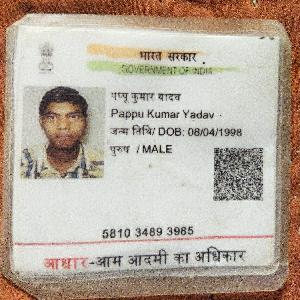 भारत सरकार
GOVERNMENT OF INDIA
पप्पू कुमार यादव
Pappu Kumar Yadav
जन्म तिथि/ DOB: 08/04/1998
पुरुष / MALE
5810 3489 3965
आधार-आम आदमी का अधिकार